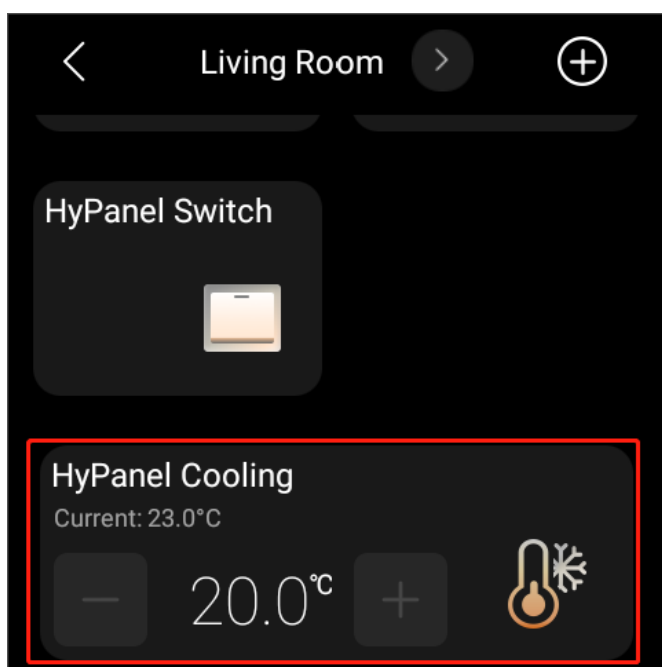 Living Room
HyPanel Switch
HyPanel Cooling
Current: 23.0°C
20.0℃